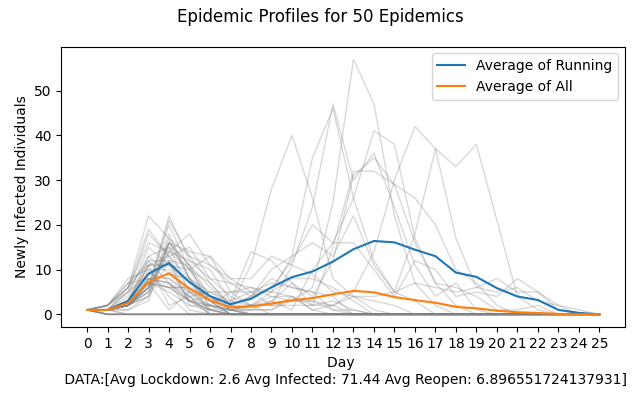 Epidemic Profiles for 50 Epidemics
Average of Running
Average of All
Newly Infected Individuals
50
40
30
20
10
0
0 1 2 3 4 5 6 7 8 9 10 11 12 13 14 15 16 17 18 19 20 21 22 23 24 25
Day
DATA:[Avg Lockdown: 2.6 Avg Infected: 71.44 Avg Reopen: 6.896551724137931]